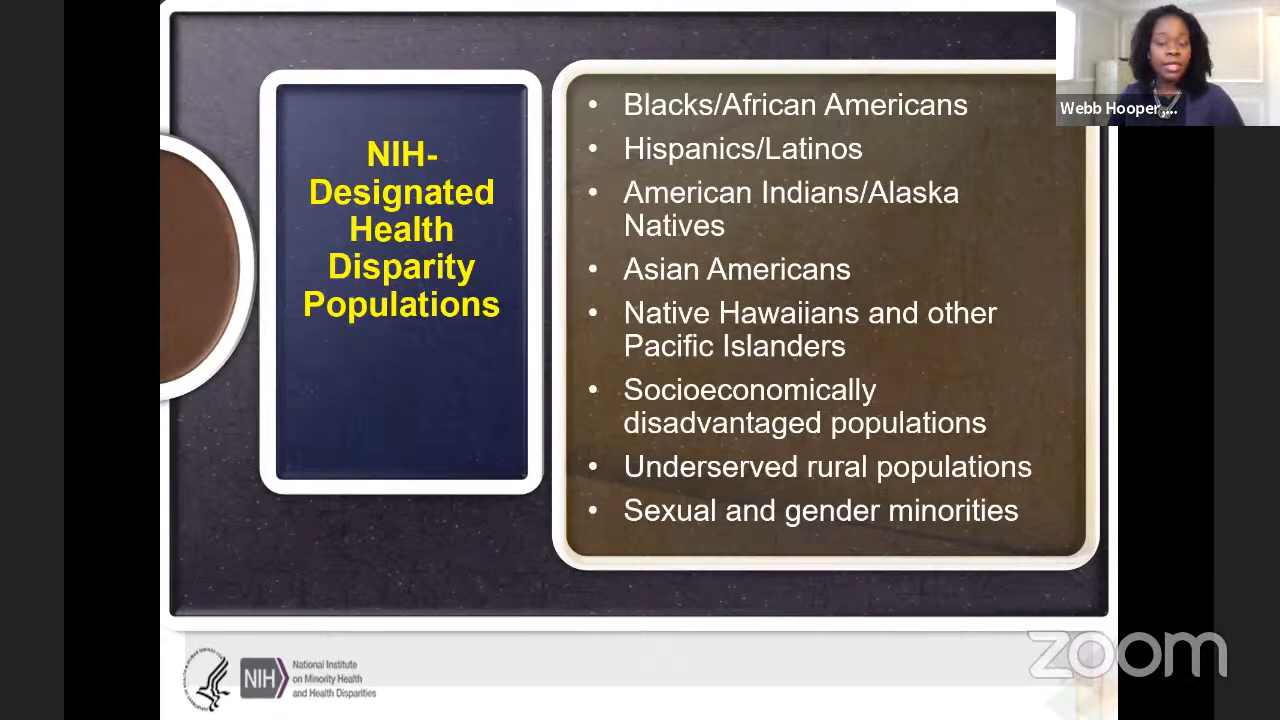 NIH-
Designated
Health
Disparity
Populations
• Blacks/African Americans
• Hispanics/Latinos
• American Indians/Alaska
Natives
• Asian Americans
• Native Hawaiians and other
Pacific Islanders
• Socioeconomically
disadvantaged populations
• Underserved rural populations
• Sexual and gender minorities
Webb Hooper,...
NIH
National Institute
on Minority Health
and Health Disparities
zoom